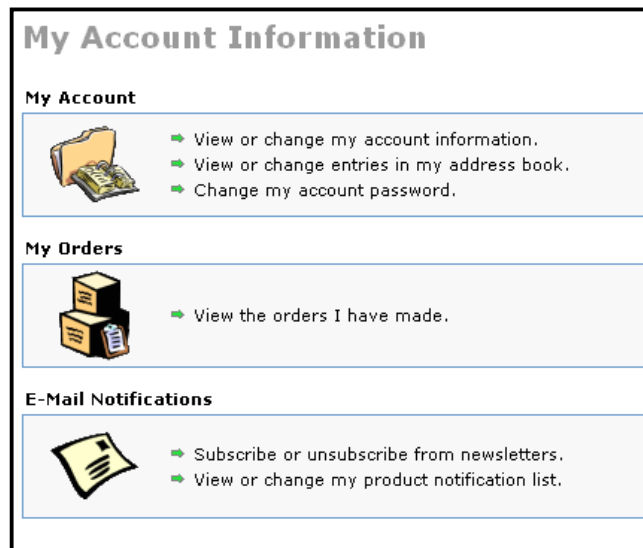 My Account Information
My Account
View or change my account information.
View or change entries in my address book.
Change my account password.
My Orders
View the orders I have made.
E-Mail Notifications
Subscribe or unsubscribe from newsletters.
View or change my product notification list.